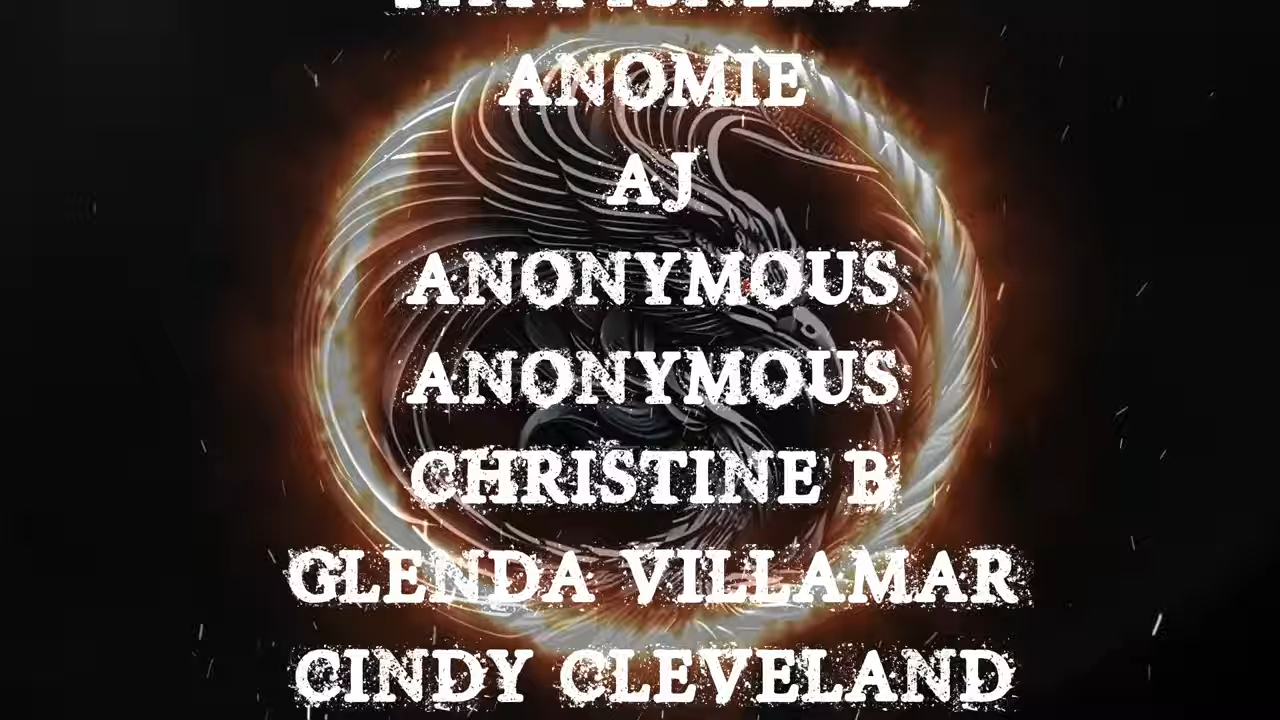 ANOMIE
AJ
ANONYMOUS
ANONYMOUS
CHRISTINE B
GLENDA VILLAMAR
CINDY CLEVELAND